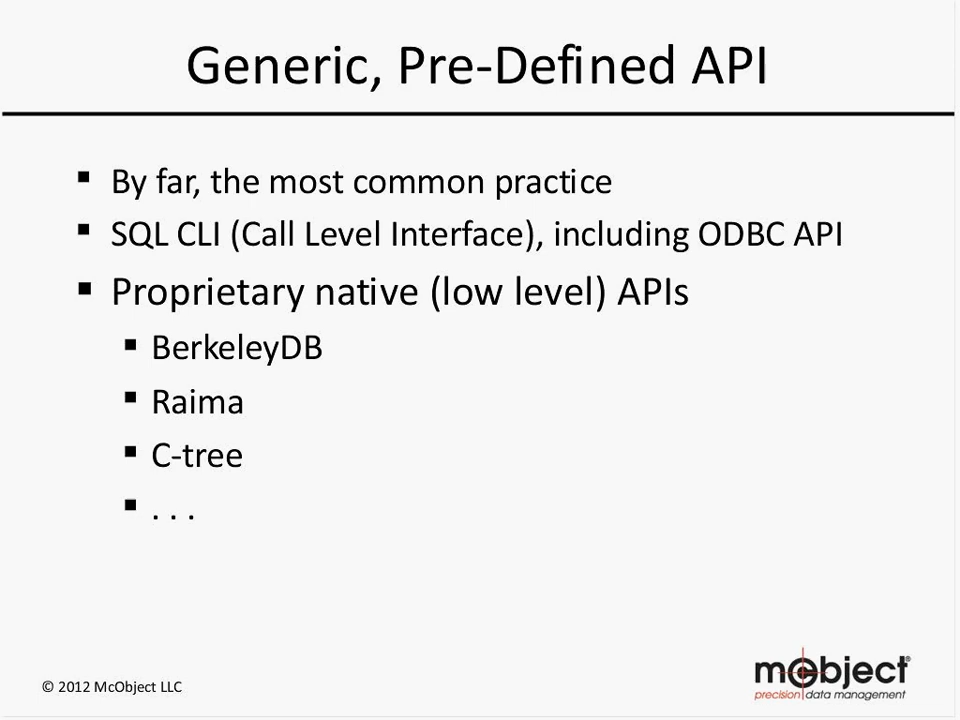 Generic, Pre-Defined API
▪ By far, the most common practice
▪ SQL CLI (Call Level Interface), including ODBC API
▪ Proprietary native (low level) APIs
▪ BerkeleyDB
▪ Raima
▪ C-tree
▪ . . .
© 2012 McObject LLC
mcobject®
precision data management